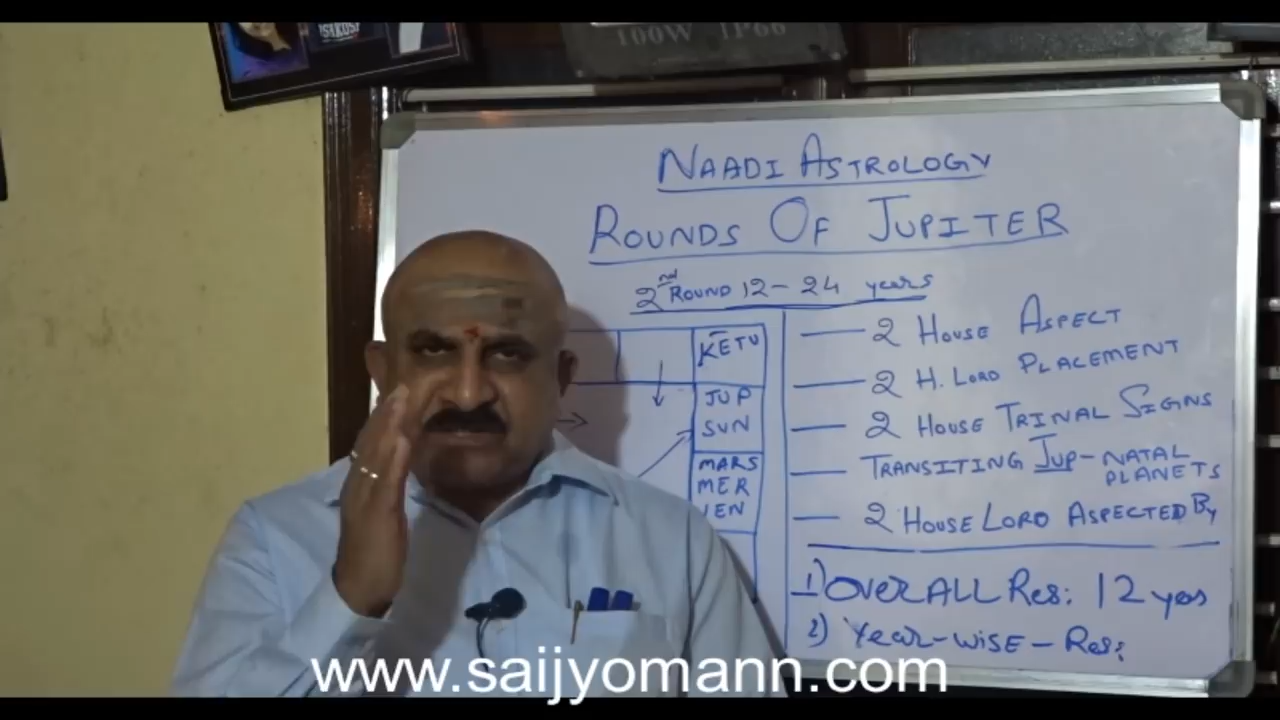 100W IP66
NAADI ASTROLOGY
ROUNDS OF JUPITER
2nd ROUND 12-24 years
KETU
JUP
SUN
MARS
MER
VEN
2 HOUSE ASPECT
2 H. LORD PLACEMENT
2 HOUSE TRINAL SIGNS
TRANSITING JUP-NATAL
PLANETS
2 HOUSE LORD ASPECTED By
1) OVERALL Res: 12 yrs
2) Year-WISE-Res:
www.saijyomann.com